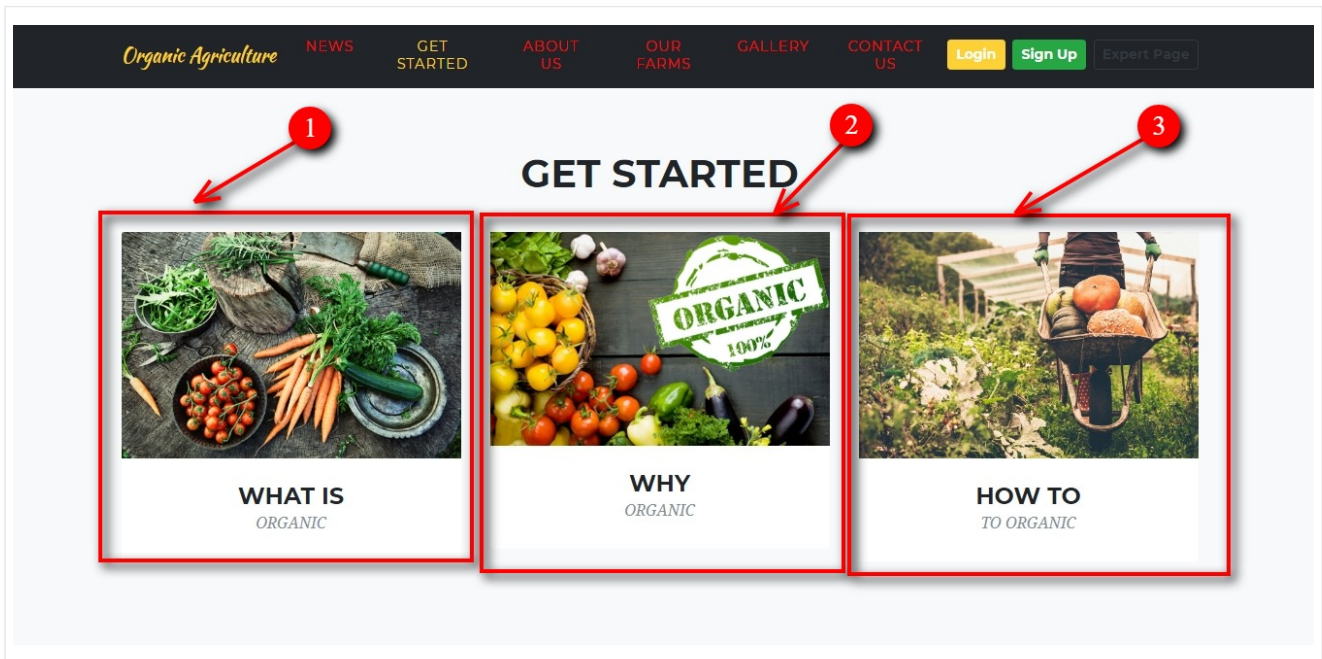 Organic Agriculture
NEWS
GET
STARTED
ABOUT
US
OUR
FARMS
GALLERY
CONTACT
US
Login
Sign Up
Expert Page
1
2
3
GET STARTED
ORGANIC
100%
WHAT IS
ORGANIC
WHY
ORGANIC
HOW TO
TO ORGANIC